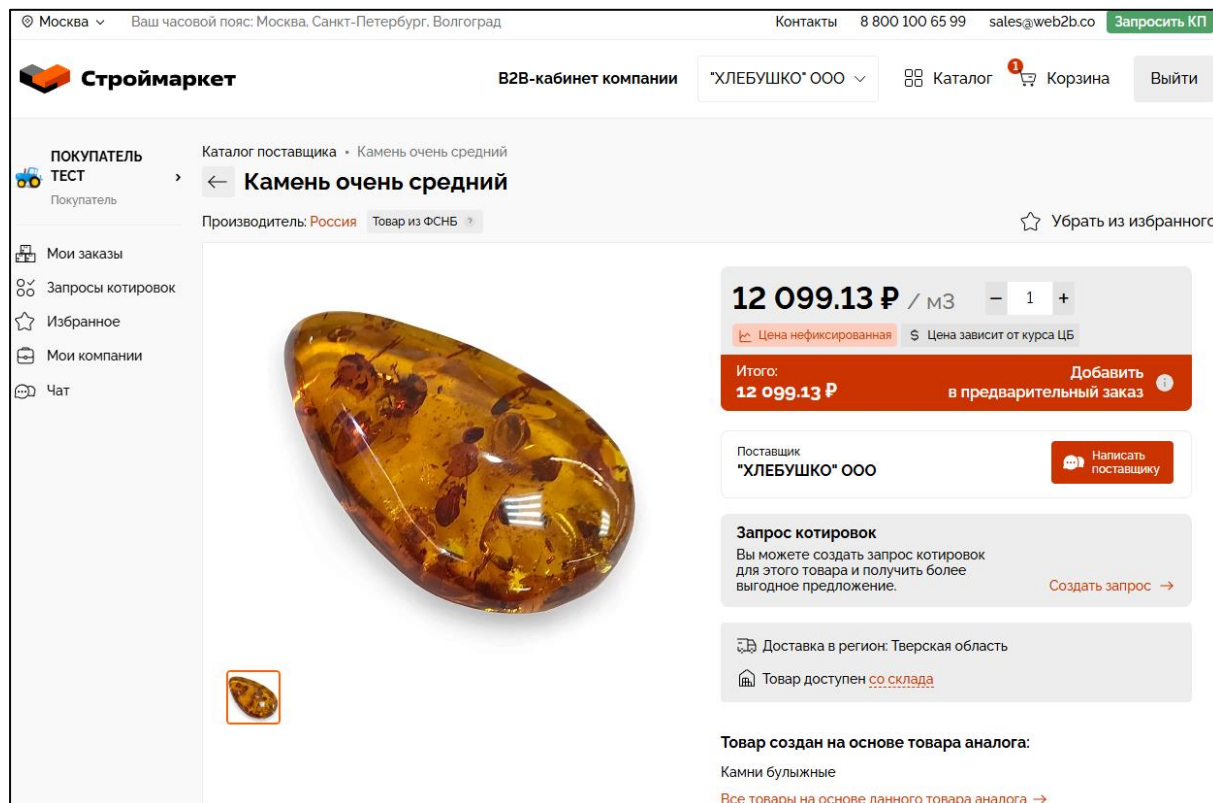 Москва Ваш часовой пояс: Москва, Санкт-Петербург, Волгоград Контакты 8 800 100 65 99 sales@web2b.co Запросить КП
Строймаркет B2B-кабинет компании "ХЛЕБУШКО" ООО Каталог 1 Корзина Выйти
ПОКУПАТЕЛЬ
ТЕСТ
Покупатель
Мои заказы
Запросы котировок
Избранное
Мои компании
Чат
Каталог поставщика • Камень очень средний
← Камень очень средний
Производитель: Россия Товар из ФСНБ ?
Убрать из избранного
12 099.13 ₽ / м3 − 1 +
Цена нефиксированная $ Цена зависит от курса ЦБ
Итого:
12 099.13 ₽
Добавить
в предварительный заказ i
Поставщик
"ХЛЕБУШКО" ООО
Написать
поставщику
Запрос котировок
Вы можете создать запрос котировок
для этого товара и получить более
выгодное предложение.
Создать запрос →
Доставка в регион: Тверская область
Товар доступен со склада
Товар создан на основе товара аналога:
Камни булыжные
Все товары на основе данного товара аналога →